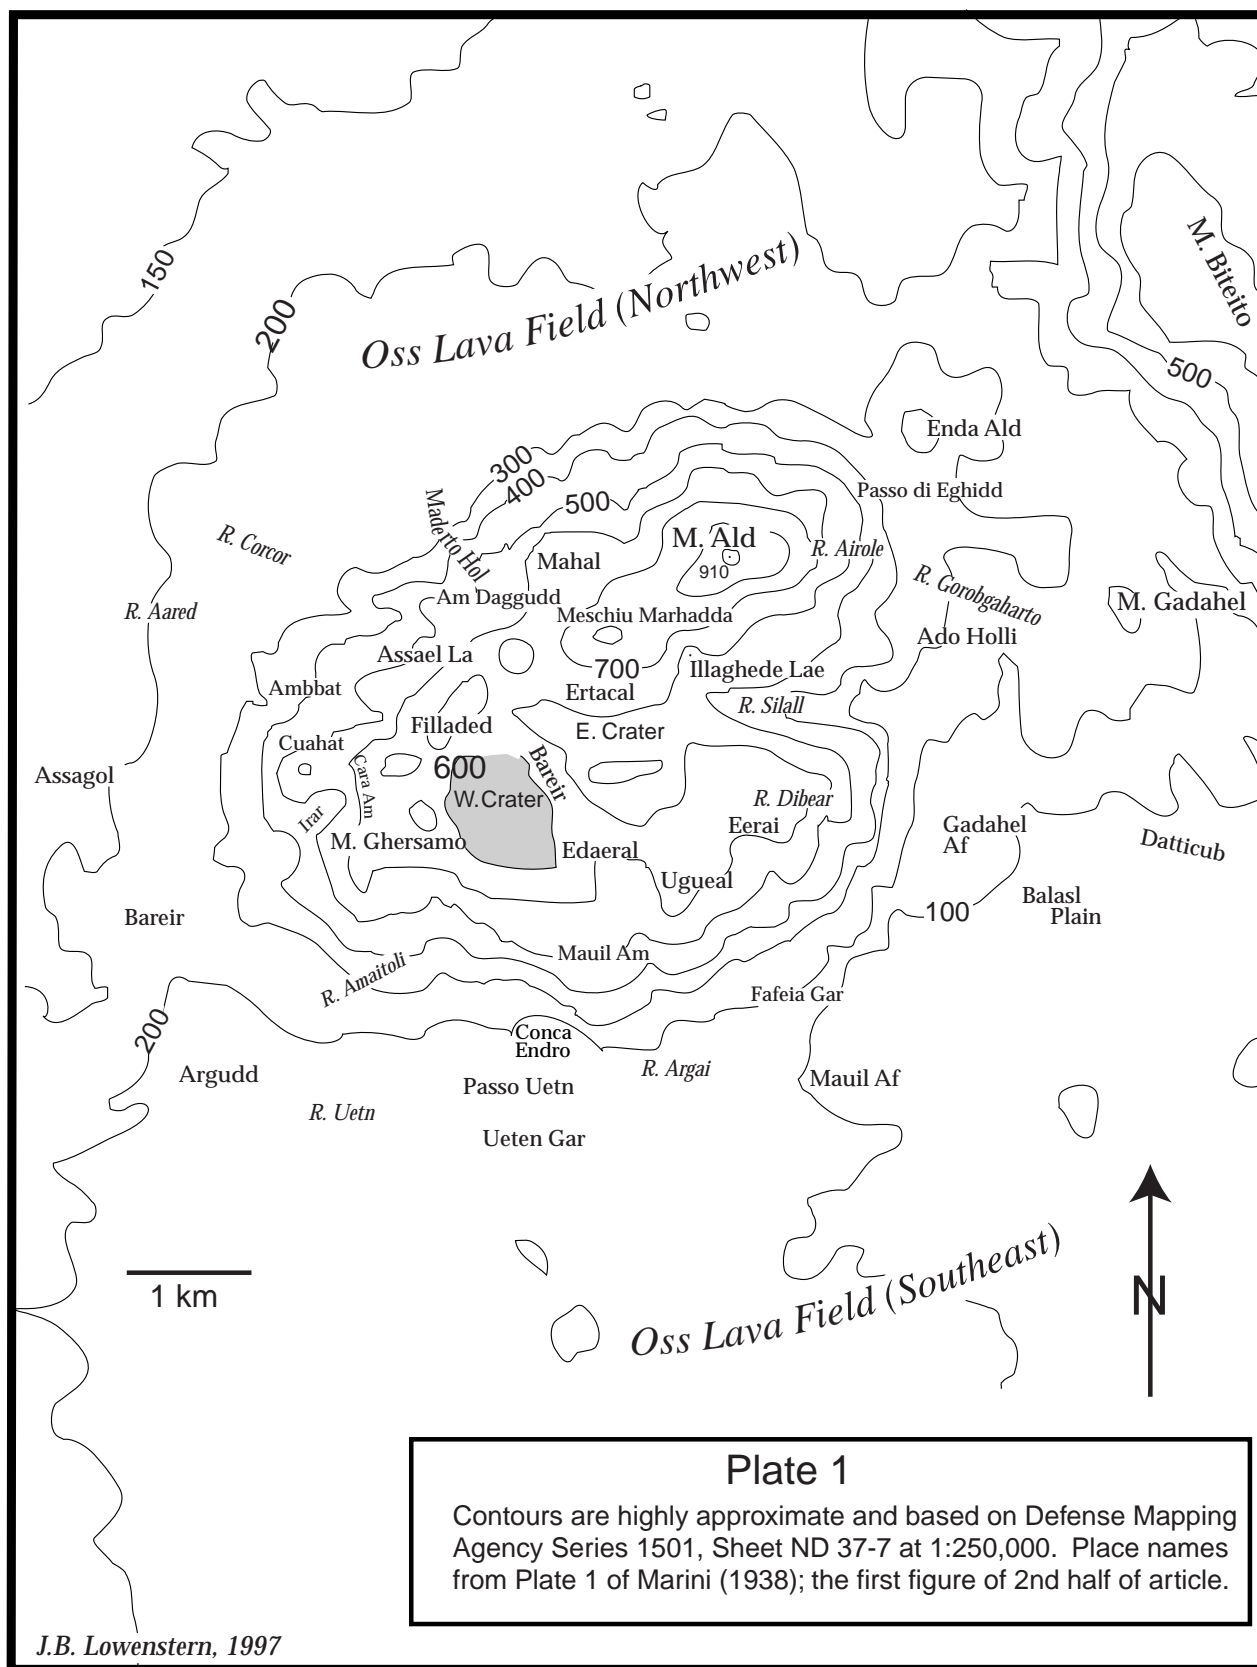 M. Biteito
150
200
Oss Lava Field (Northwest)
500
Enda Ald
300
400
500
Passo di Eghidd
Maderto Hol
R. Corcor
M. Ald
910
R. Airole
Mahal
R. Gorobgaharto
Am Daggudd
R. Aared
Meschiu Marhadda
M. Gadahel
Ado Holli
Assael La
700
Illaghede Lae
Ambbat
Ertacal
R. Silall
Filladed
E. Crater
Cuahat
Bareir
600
Assagol
Cara Am
W. Crater
R. Dibear
Irar
Eerai
Gadahel
Af
M. Ghersamo
Edaeral
Datticub
Ugueal
Balasl
Plain
100
Bareir
Mauil Am
R. Amaitoli
Fafeia Gar
200
Conca
Endro
R. Argai
Argudd
Passo Uetn
Mauil Af
R. Uetn
Ueten Gar
Oss Lava Field (Southeast)
1 km
N
Plate 1
Contours are highly approximate and based on Defense Mapping
Agency Series 1501, Sheet ND 37-7 at 1:250,000.  Place names
from Plate 1 of Marini (1938); the first figure of 2nd half of article.
J.B. Lowenstern, 1997